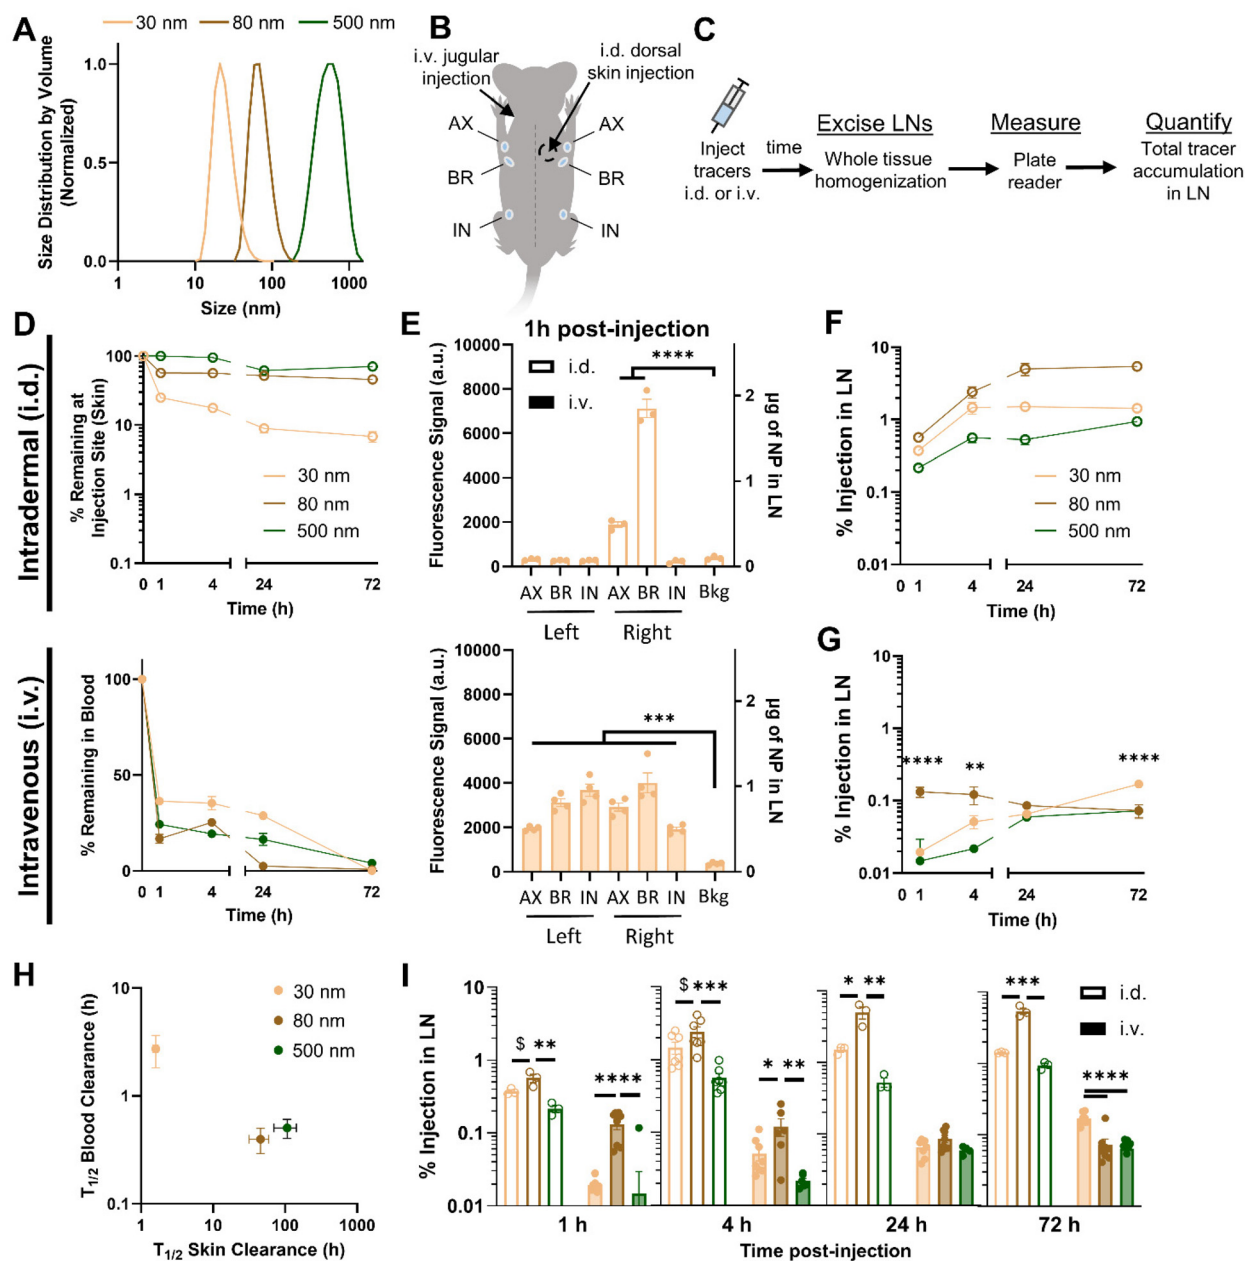 A
30 nm
80 nm
500 nm
Size Distribution by Volume
(Normalized)
1.0
0.5
0.0
1
10
100
1000
Size (nm)
B
i.v. jugular
injection
i.d. dorsal
skin injection
AX
BR
IN
AX
BR
IN
C
Inject
tracers
i.d. or i.v.
time
Excise LNs
Whole tissue
homogenization
Measure
Plate
reader
Quantify
Total tracer
accumulation
in LN
Intradermal (i.d.)
D
% Remaining at
Injection Site (Skin)
100
10
1
0.1
30 nm
80 nm
500 nm
0 1 4 24 72
Time (h)
E
1h post-injection
Fluorescence Signal (a.u.)
10000
8000
6000
4000
2000
0
i.d.
i.v.
****
2
1
0
µg of NP in LN
AX BR IN AX BR IN Bkg
Left Right
F
% Injection in LN
10
1
0.1
0.01
30 nm
80 nm
500 nm
0 1 4 24 72
Time (h)
Intravenous (i.v.)
% Remaining in Blood
100
50
0
0 1 4 24 72
Time (h)
Fluorescence Signal (a.u.)
10000
8000
6000
4000
2000
0
***
2
1
0
µg of NP in LN
AX BR IN AX BR IN Bkg
Left Right
G
% Injection in LN
10
1
0.1
0.01
**** ** ****
0 1 4 24 72
Time (h)
H
T1/2 Blood Clearance (h)
10
1
0.1
30 nm
80 nm
500 nm
1 10 100 1000
T1/2 Skin Clearance (h)
I
% Injection in LN
10
1
0.1
0.01
$ **
****
$ ***
* **
* **
***
****
i.d.
i.v.
1 h 4 h 24 h 72 h
Time post-injection